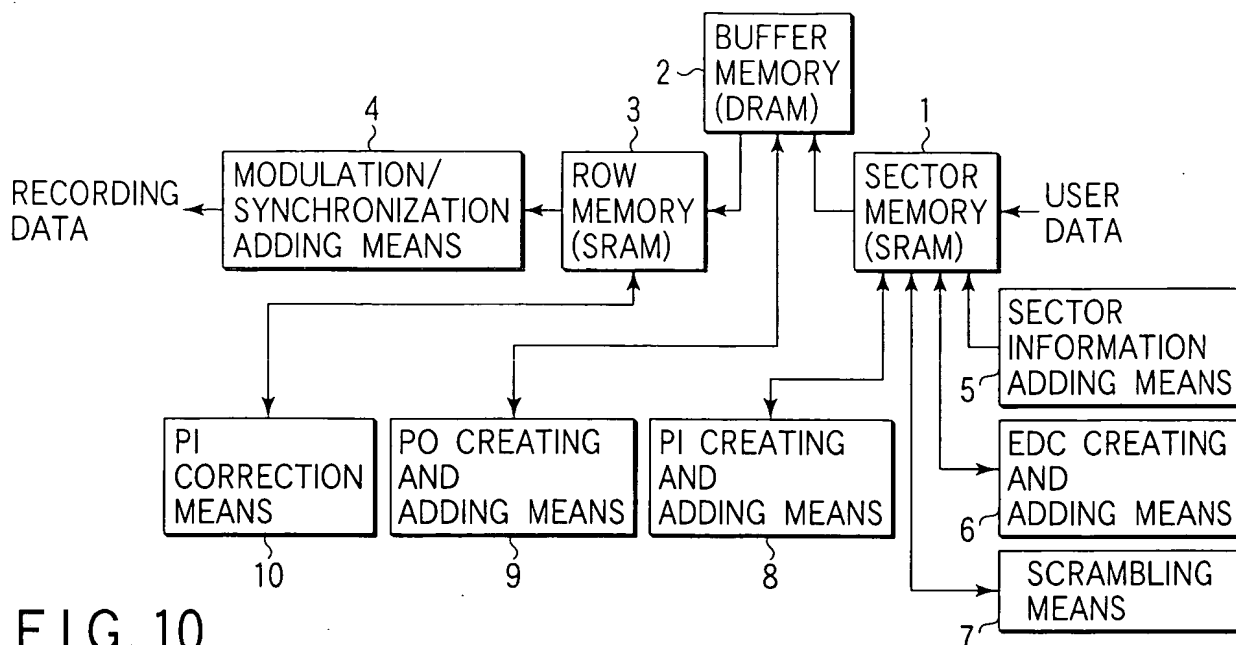 BUFFER
MEMORY
(DRAM)
2
4
3
1
RECORDING
DATA
MODULATION/
SYNCHRONIZATION
ADDING MEANS
ROW
MEMORY
(SRAM)
SECTOR
MEMORY
(SRAM)
USER
DATA
SECTOR
INFORMATION
ADDING MEANS
5
PI
CORRECTION
MEANS
10
PO CREATING
AND
ADDING MEANS
9
PI CREATING
AND
ADDING MEANS
8
EDC CREATING
AND
ADDING MEANS
6
SCRAMBLING
MEANS
7
FIG. 10